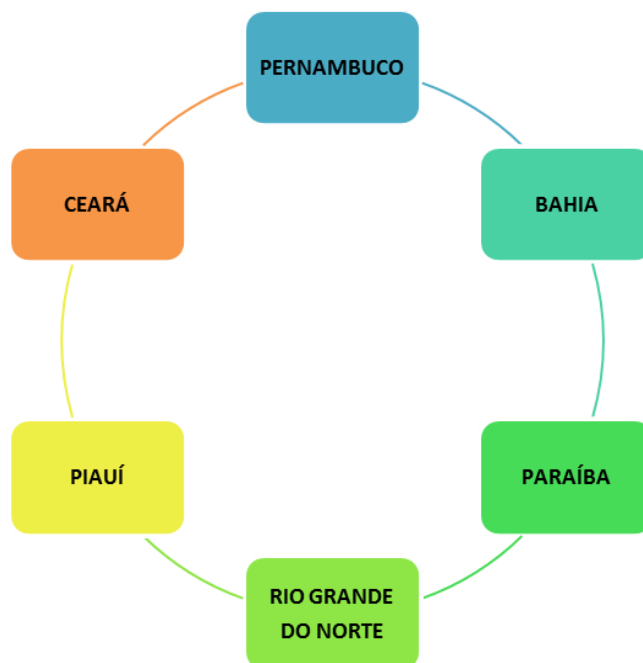 PERNAMBUCO
BAHIA
PARAÍBA
RIO GRANDE
DO NORTE
PIAUÍ
CEARÁ